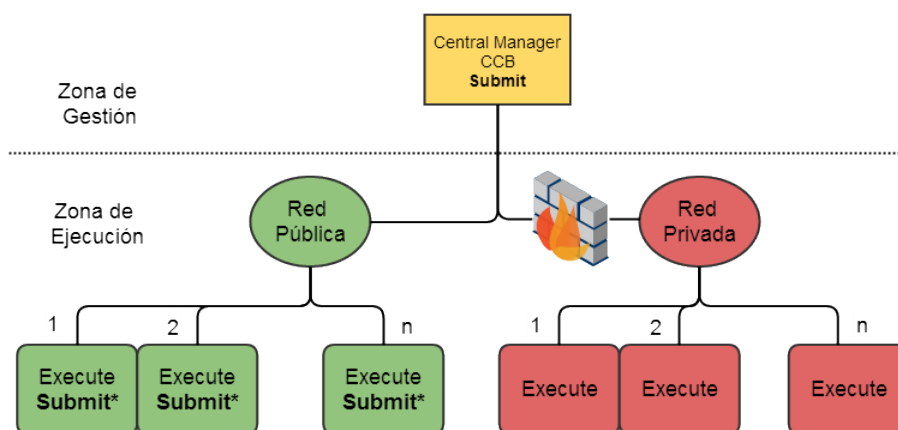 Central Manager
CCB
Submit
Zona de
Gestión
Zona de
Ejecución
Red
Pública
Red
Privada
1
2
n
1
2
n
Execute
Submit*
Execute
Submit*
Execute
Submit*
Execute
Execute
Execute